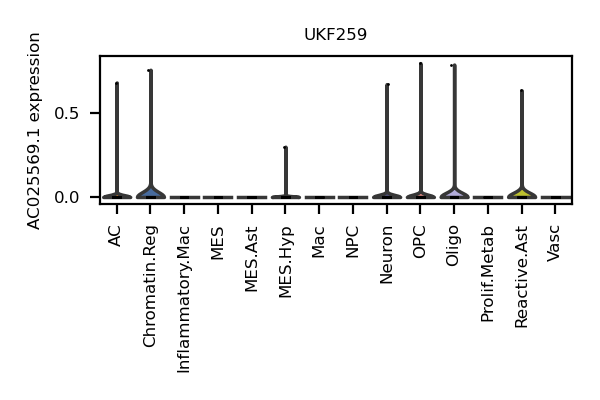 UKF259
AC025569.1 expression
0.5
0.0
AC
Chromatin.Reg
Inflammatory.Mac
MES
MES.Ast
MES.Hyp
Mac
NPC
Neuron
OPC
Oligo
Prolif.Metab
Reactive.Ast
Vasc